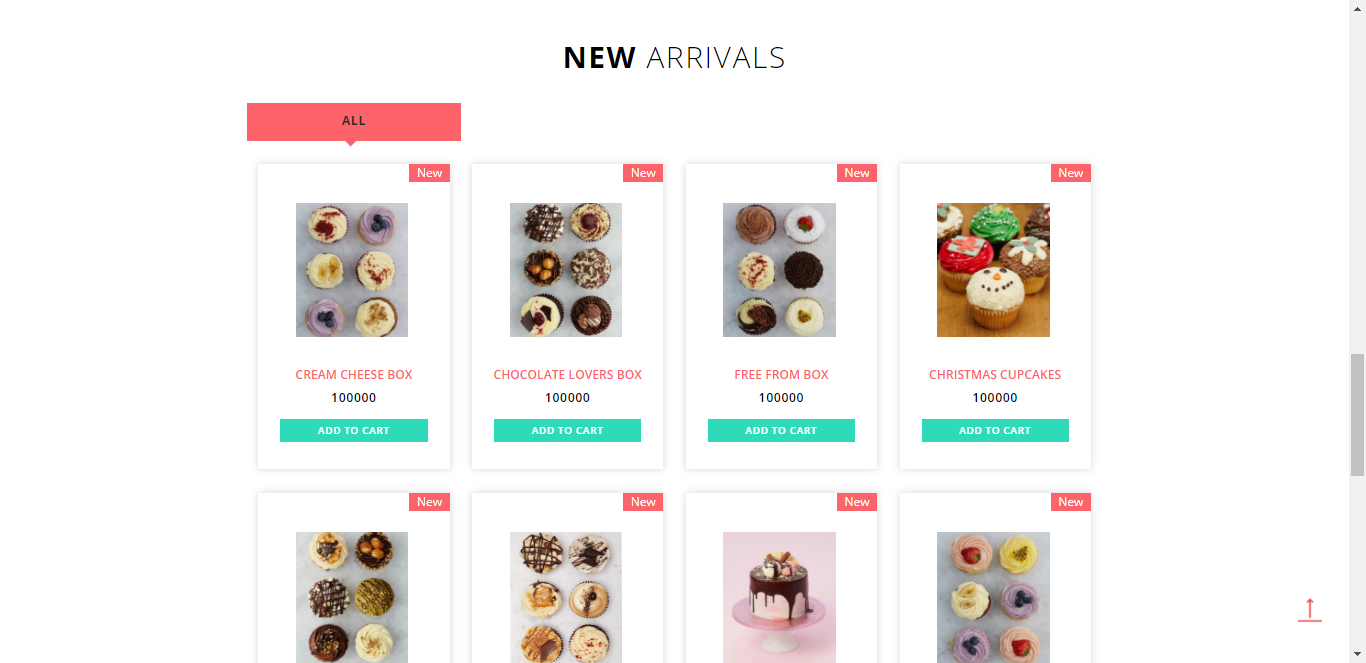 NEW ARRIVALS
ALL
New
New
New
New
CREAM CHEESE BOX
CHOCOLATE LOVERS BOX
FREE FROM BOX
CHRISTMAS CUPCAKES
100000
100000
100000
100000
ADD TO CART
ADD TO CART
ADD TO CART
ADD TO CART
New
New
New
New